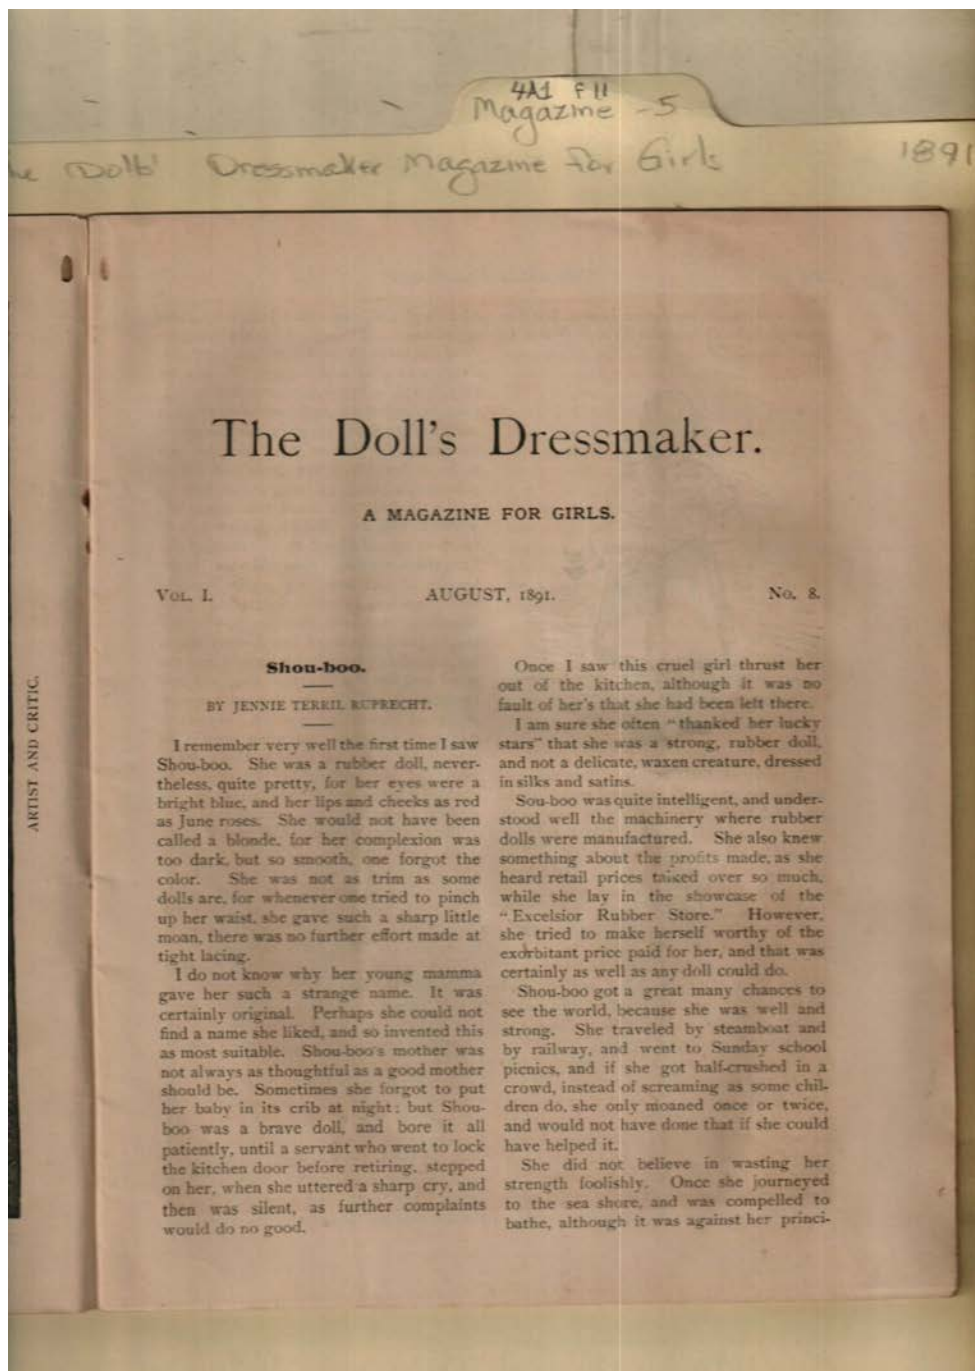 4A1 F11
Magazine - 5
Dressmaker Magazine for Girls 1891
The Doll's Dressmaker.
A MAGAZINE FOR GIRLS.
VOL. I. AUGUST, 1891. No. 8.
ARTIST AND CRITIC.
Shou-boo.
BY JENNIE TERRIL RUPRECHT.
I remember very well the first time I saw
Shou-boo. She was a rubber doll, never-
theless, quite pretty, for her eyes were a
bright blue, and her lips and cheeks as red
as June roses. She would not have been
called a blonde, for her complexion was
too dark, but so smooth, one forgot the
color. She was not as trim as some
dolls are, for whenever one tried to pinch
up her waist, she gave such a sharp little
moan, there was no further effort made at
tight lacing.
I do not know why her young mamma
gave her such a strange name. It was
certainly original. Perhaps she could not
find a name she liked, and so invented this
as most suitable. Shou-boo's mother was
not always as thoughtful as a good mother
should be. Sometimes she forgot to put
her baby in its crib at night; but Shou-
boo was a brave doll, and bore it all
patiently, until a servant who went to lock
the kitchen door before retiring, stepped
on her, when she uttered a sharp cry, and
then was silent, as further complaints
would do no good.
Once I saw this cruel girl thrust her
out of the kitchen, although it was no
fault of her's that she had been left there.
I am sure she often "thanked her lucky
stars" that she was a strong, rubber doll,
and not a delicate, waxen creature, dressed
in silks and satins.
Sou-boo was quite intelligent, and under-
stood well the machinery where rubber
dolls were manufactured. She also knew
something about the profits made, as she
heard retail prices talked over so much,
while she lay in the showcase of the
"Excelsior Rubber Store." However,
she tried to make herself worthy of the
exorbitant price paid for her, and that was
certainly as well as any doll could do.
Shou-boo got a great many chances to
see the world, because she was well and
strong. She traveled by steamboat and
by railway, and went to Sunday school
picnics, and if she got half-crushed in a
crowd, instead of screaming as some chil-
dren do, she only moaned once or twice,
and would not have done that if she could
have helped it.
She did not believe in wasting her
strength foolishly. Once she journeyed
to the sea shore, and was compelled to
bathe, although it was against her princi-